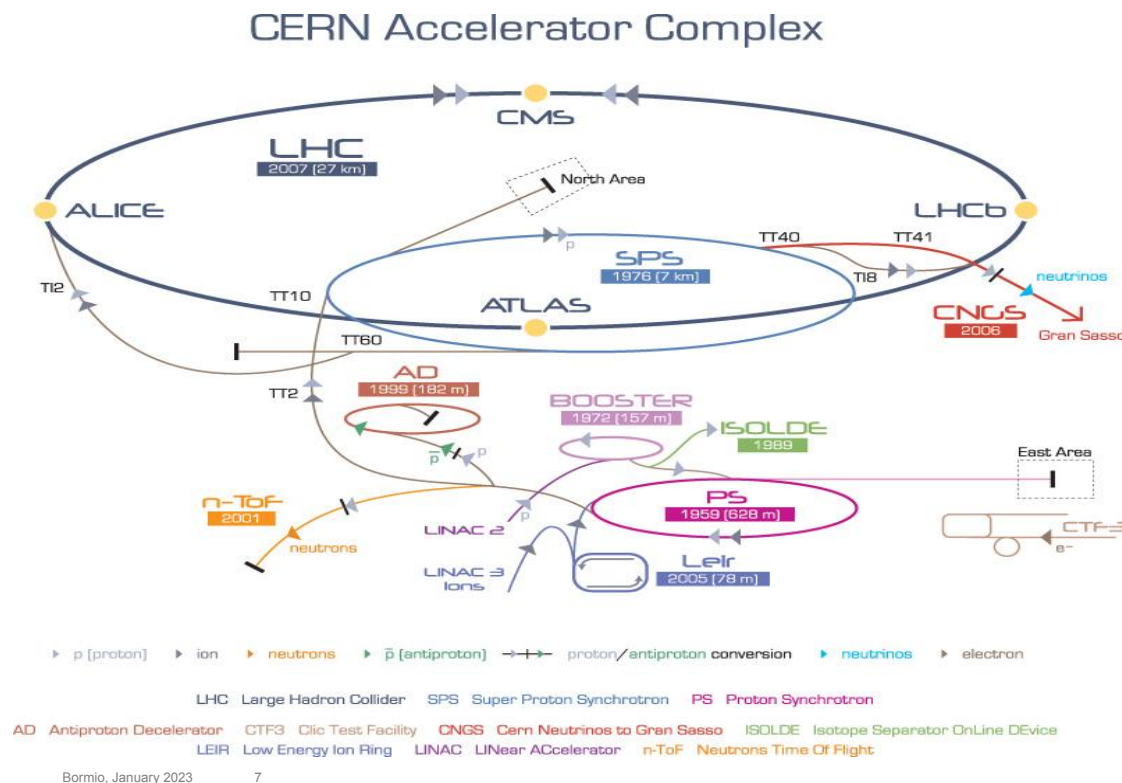 CERN Accelerator Complex
CMS
LHC
2007 (27 km)
North Area
ALICE
LHCb
p
TT40
TT41
SPS
1976 (7 km)
TI2
TT10
TI8
neutrinos
ATLAS
CNGS
2006
Gran Sasso
TT60
AD
1999 (182 m)
TT2
BOOSTER
1972 (157 m)
ISOLDE
1989
p̅
p
East Area
n-ToF
2001
PS
1959 (628 m)
LINAC 2
p
neutrons
CTF3
e-
LINAC 3
Ions
Leir
2005 (78 m)
p (proton) ion neutrons p̅ (antiproton) proton/antiproton conversion neutrinos electron
LHC Large Hadron Collider SPS Super Proton Synchrotron PS Proton Synchrotron
AD Antiproton Decelerator CTF3 Clic Test Facility CNGS Cern Neutrinos to Gran Sasso ISOLDE Isotope Separator OnLine DEvice
LEIR Low Energy Ion Ring LINAC LINear ACcelerator n-ToF Neutrons Time Of Flight
Bormio, January 2023 7